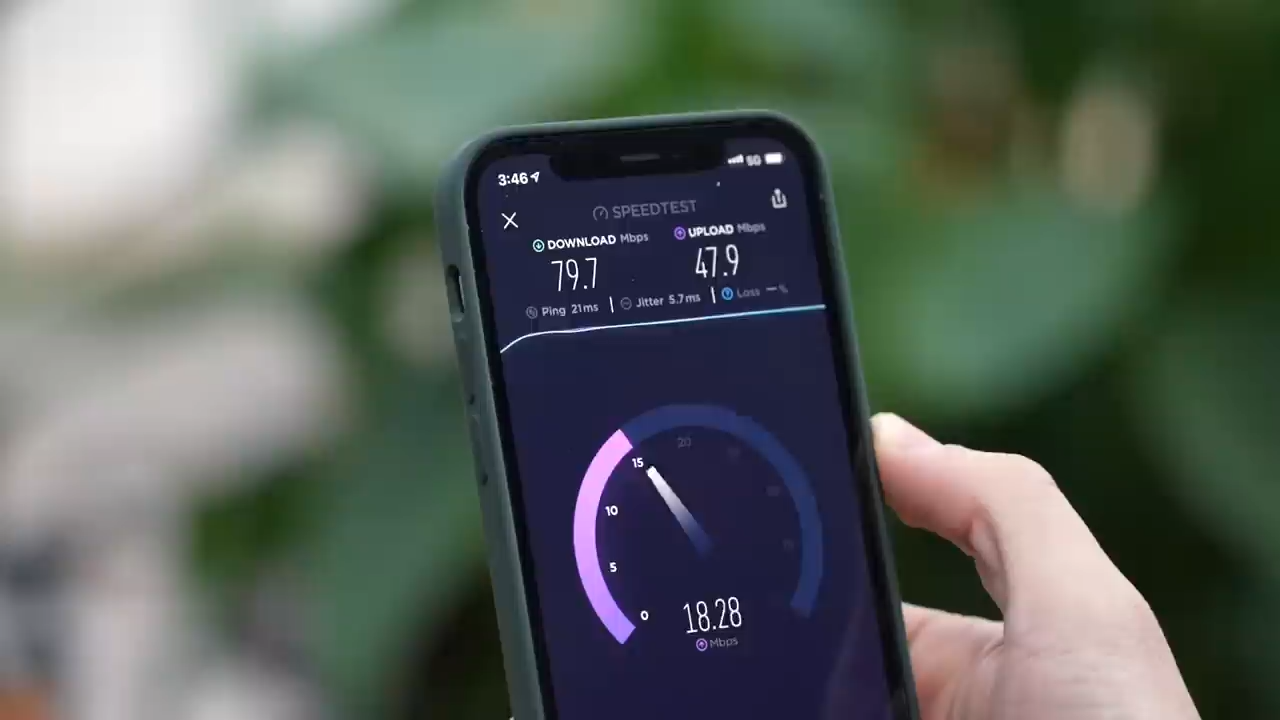 3:46 5G
SPEEDTEST
DOWNLOAD Mbps UPLOAD Mbps
79.7 47.9
Ping 21ms Jitter 5.7ms Loss — %
20
15
10
5
0
18.28
Mbps